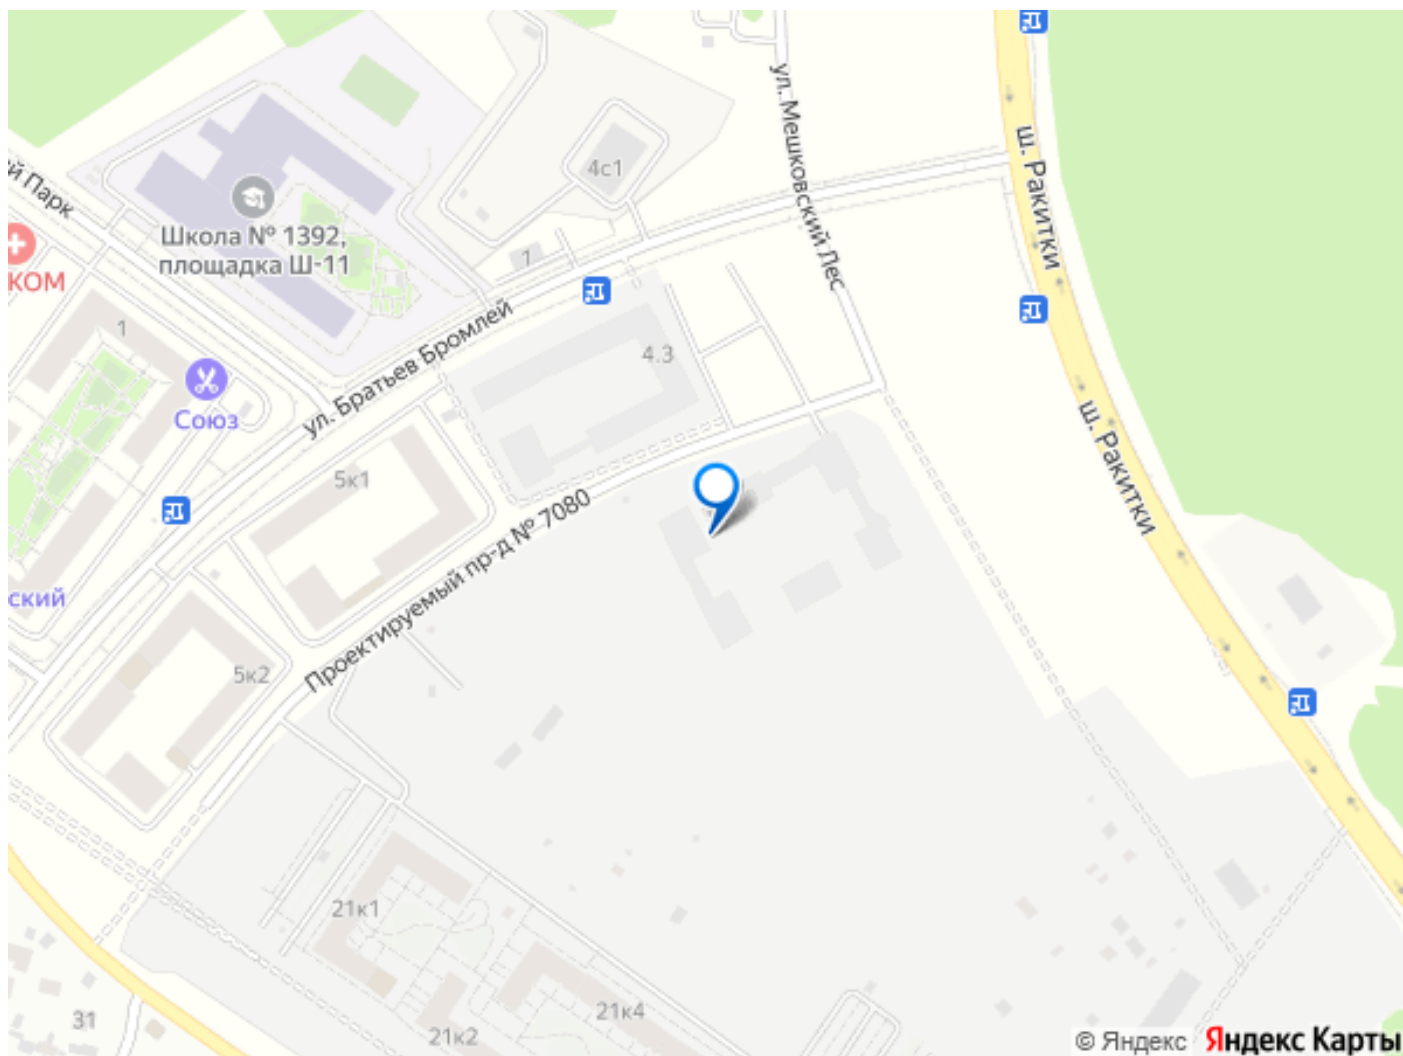 ш. Ракитки
ул. Мешковский Лес
4с1
ий Парк
Школа № 1392,
площадка Ш-11
КОМ
1
1
ул. Братьев Бромлей
4.3
Союз
ш. Ракитки
5к1
Проектируемый пр-д № 7080
ский
5к2
21к1
21к4
31
21к2
© Яндекс Яндекс Карты